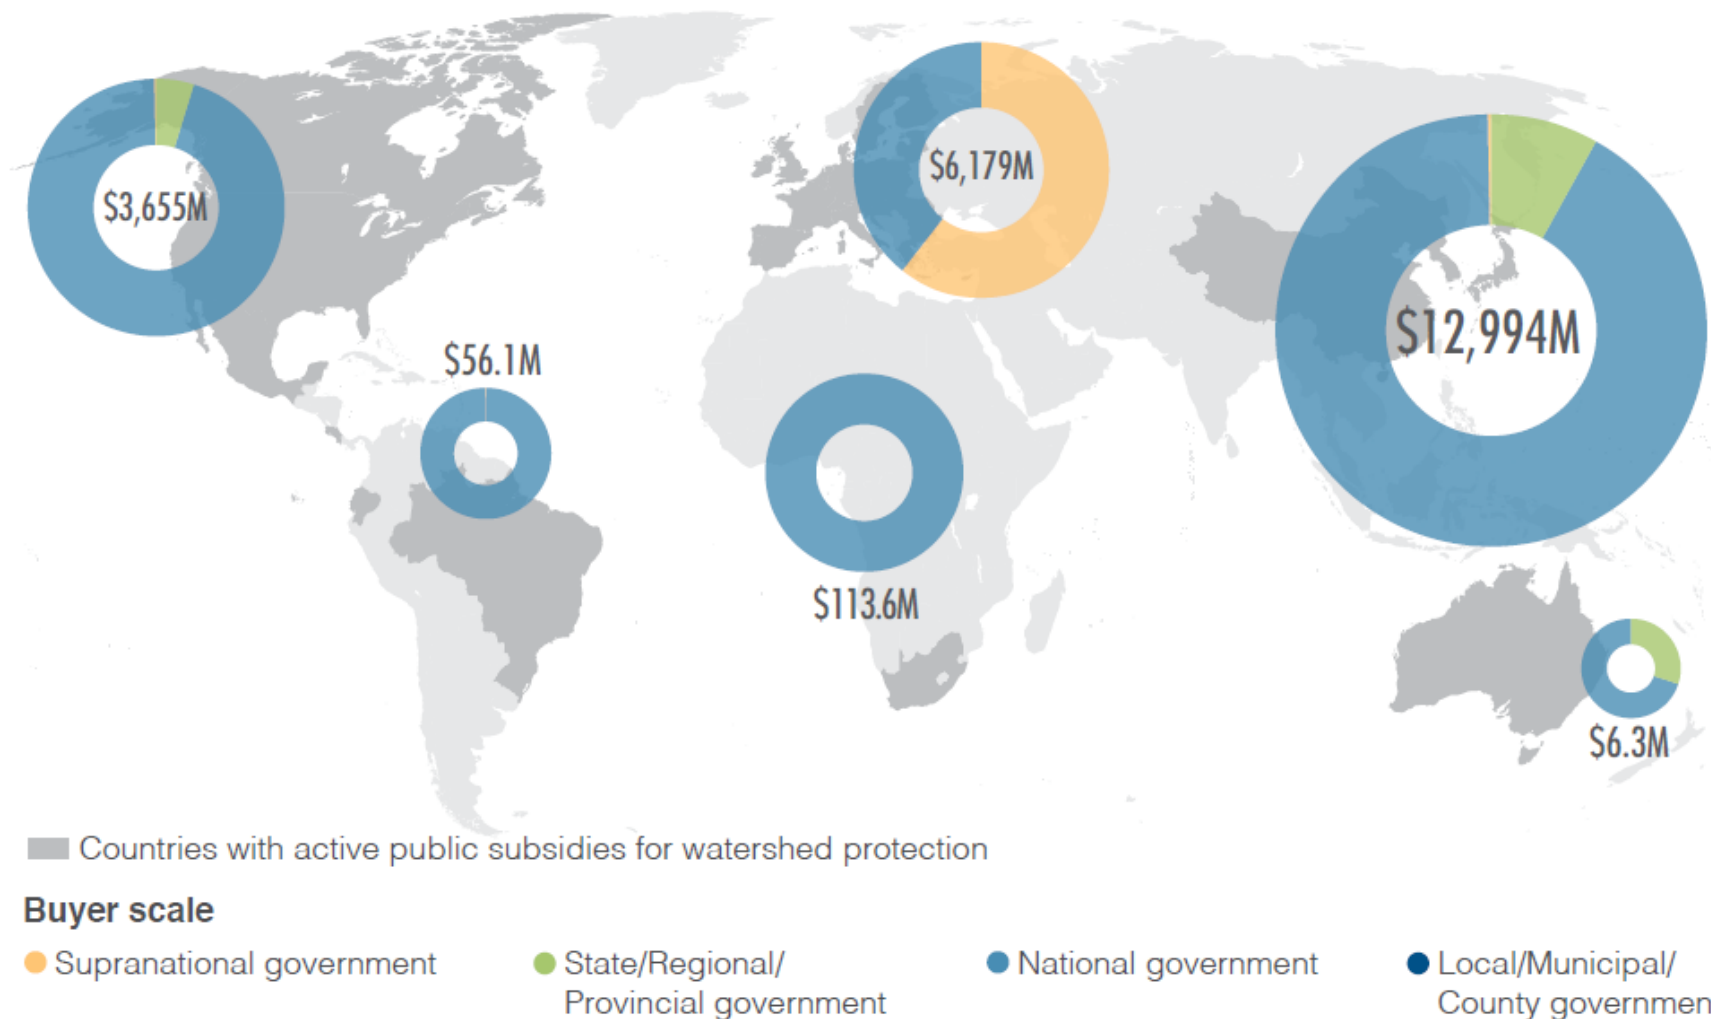 $3,655M
$6,179M
$12,994M
$56.1M
$113.6M
$6.3M
Countries with active public subsidies for watershed protection
Buyer scale
Supranational government
State/Regional/
Provincial government
National government
Local/Municipal/
County governmen